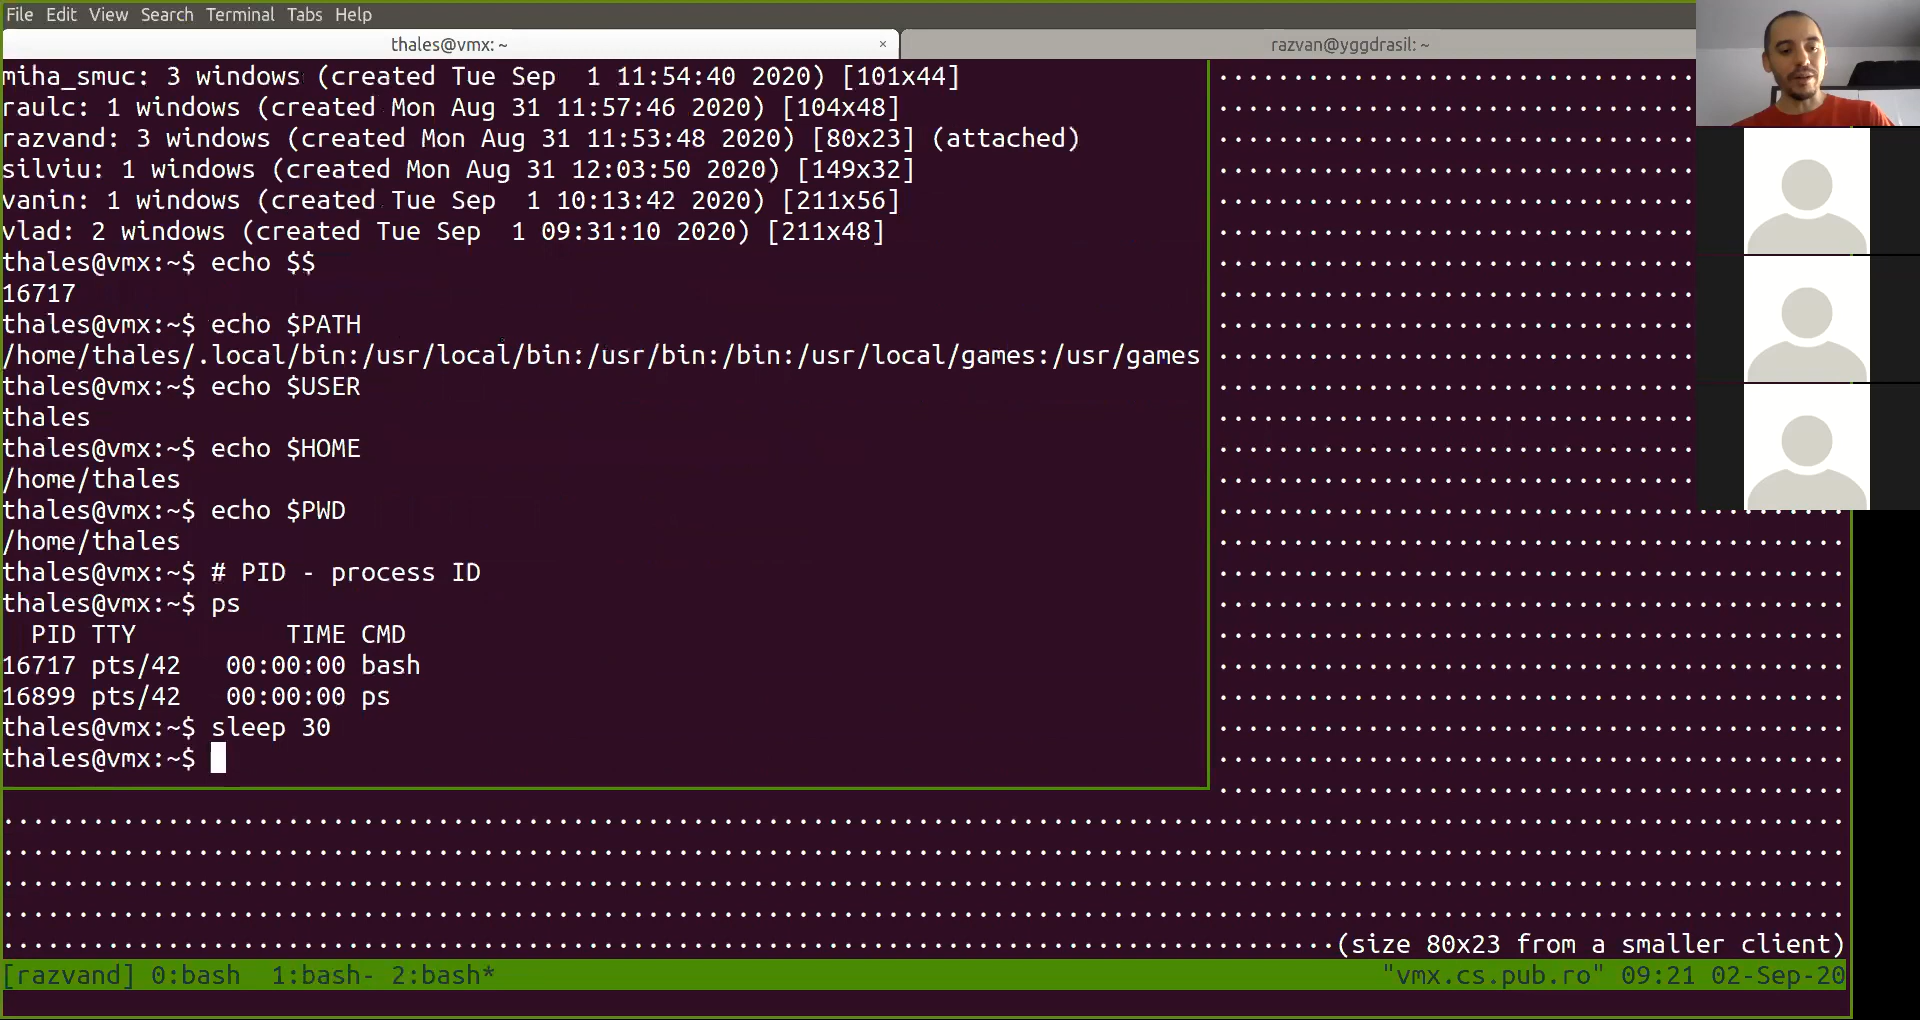 File Edit View Search Terminal Tabs Help
thales@vmx: ~ × razvan@yggdrasil: ~
miha_smuc: 3 windows (created Tue Sep  1 11:54:40 2020) [101x44]
raulc: 1 windows (created Mon Aug 31 11:57:46 2020) [104x48]
razvand: 3 windows (created Mon Aug 31 11:53:48 2020) [80x23] (attached)
silviu: 1 windows (created Mon Aug 31 12:03:50 2020) [149x32]
vanin: 1 windows (created Tue Sep  1 10:13:42 2020) [211x56]
vlad: 2 windows (created Tue Sep  1 09:31:10 2020) [211x48]
thales@vmx:~$ echo $$
16717
thales@vmx:~$ echo $PATH
/home/thales/.local/bin:/usr/local/bin:/usr/bin:/bin:/usr/local/games:/usr/games
thales@vmx:~$ echo $USER
thales
thales@vmx:~$ echo $HOME
/home/thales
thales@vmx:~$ echo $PWD
/home/thales
thales@vmx:~$ # PID - process ID
thales@vmx:~$ ps
  PID TTY          TIME CMD
16717 pts/42   00:00:00 bash
16899 pts/42   00:00:00 ps
thales@vmx:~$ sleep 30
thales@vmx:~$
(size 80x23 from a smaller client)
[razvand] 0:bash  1:bash- 2:bash* "vmx.cs.pub.ro" 09:21 02-Sep-20